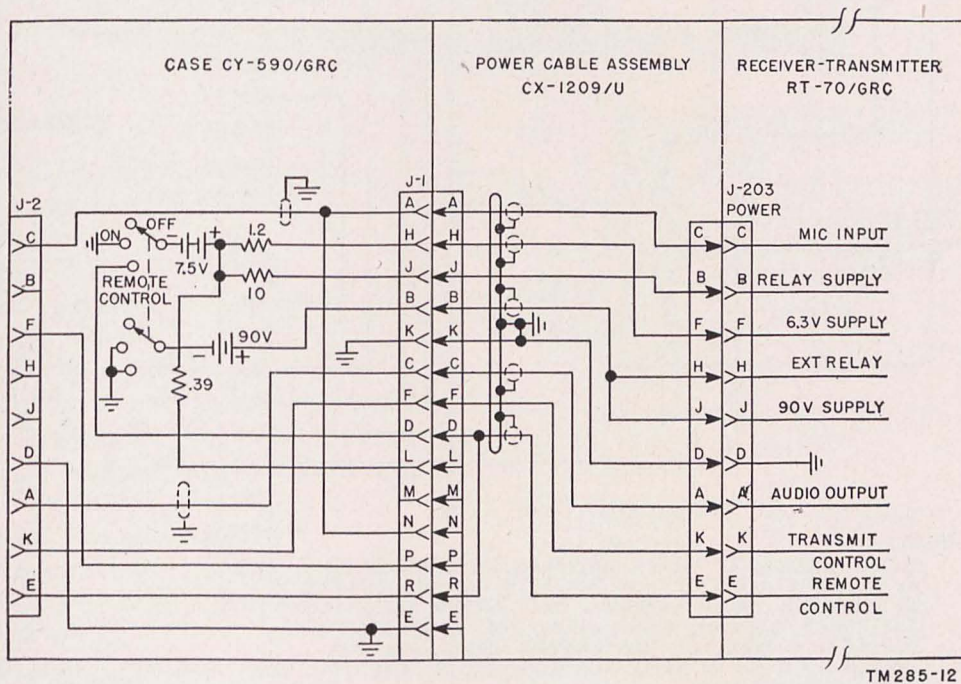 CASE CY-590/GRC
POWER CABLE ASSEMBLY
CX-1209/U
RECEIVER-TRANSMITTER
RT-70/GRC
J-2
C
B
F
H
J
D
A
K
E
ON
OFF
REMOTE
CONTROL
- 7.5V +
1.2
10
- 90V +
.39
J-1
A A
H H
J J
B B
K K
C C
F F
D D
L L
M M
N N
P P
R R
E E
J-203
POWER
C C MIC INPUT
B B RELAY SUPPLY
F F 6.3V SUPPLY
H H EXT RELAY
J J 90V SUPPLY
D D
A A AUDIO OUTPUT
K K TRANSMIT
CONTROL
E E REMOTE
CONTROL
TM285-12